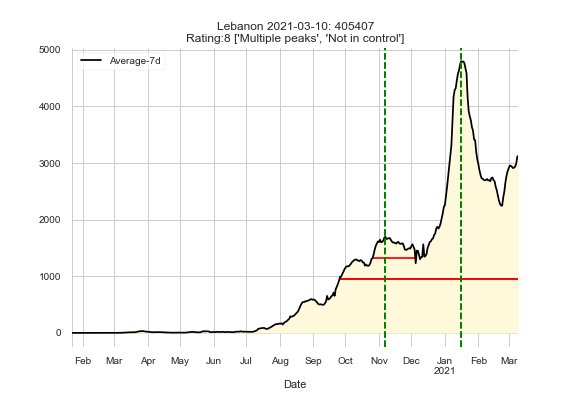 Lebanon 2021-03-10: 405407
Rating:8 ['Multiple peaks', 'Not in control']
Average-7d
5000
4000
3000
2000
1000
0
Feb Mar Apr May Jun Jul Aug Sep Oct Nov Dec Jan Feb Mar
2021
Date